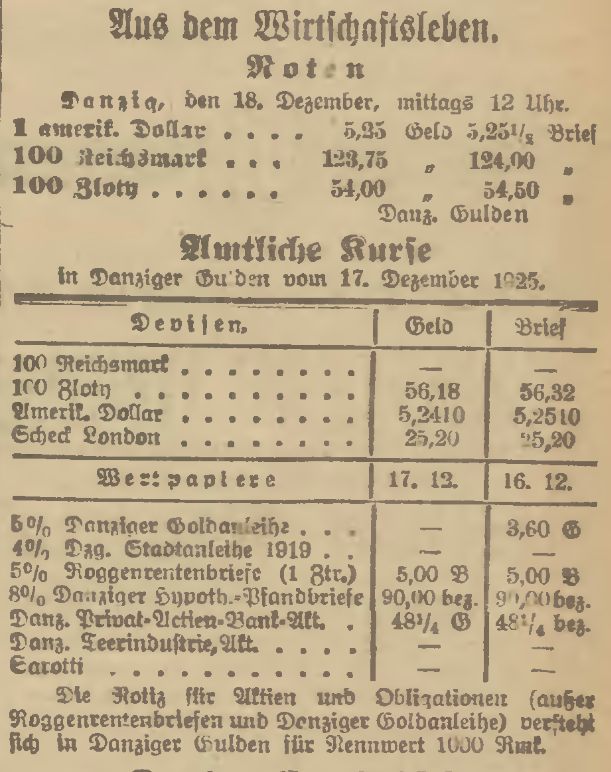 Aus dem Wirtschaftsleben.
Noten
Danzig, den 18. Dezember, mittags 12 Uhr.
1 amerik. Dollar . . . . 5,25 Geld 5,25½ Brief
100 Reichsmark . . . 123,75 „ 124,00 „
100 Zloty . . . . . . 54,00 „ 54,50 „
Danz. Gulden
Amtliche Kurse
in Danziger Gulden vom 17. Dezember 1925.
Devisen. Geld Brief
100 Reichsmark . . . . . . . . . — —
100 Zloty . . . . . . . . . . . 56,18 56,32
Amerik. Dollar . . . . . . . . 5,2410 5,2510
Scheck London . . . . . . . . 25,20 25,20
Wertpapiere 17. 12. 16. 12.
5% Danziger Goldanleihe . . . — 3,60 G
4% Dzg. Stadtanleihe 1919 . . — —
5% Roggenrentenbriefe (1 Ztr.) 5,00 B 5,00 B
8% Danziger Hypoth.-Pfandbriefe 90,00 bez. 90,00 bez.
Danz. Privat-Actien-Bank-Akt. . 48¼ G 48¼ bez.
Danz. Teerindustrie, Akt. . . . . — —
Sarotti . . . . . . . . . . — —
Die Notiz für Aktien und Obligationen (außer
Roggenrentenbriefen und Danziger Goldanleihe) versteht
sich in Danziger Gulden für Nennwert 1000 Rmk.